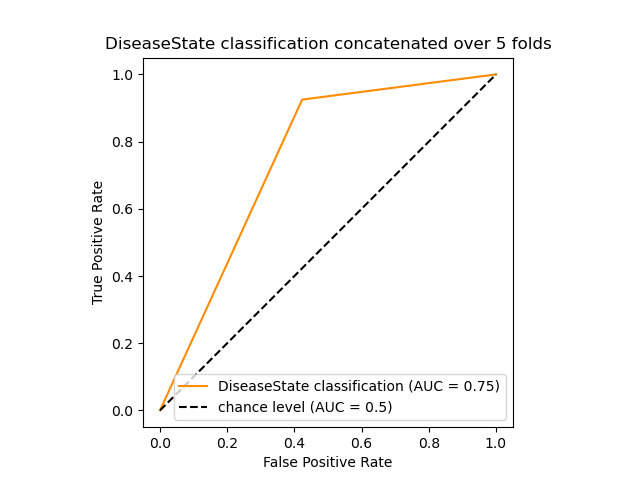 DiseaseState classification concatenated over 5 folds
True Positive Rate
1.0
0.8
0.6
0.4
0.2
0.0
DiseaseState classification (AUC = 0.75)
chance level (AUC = 0.5)
0.0 0.2 0.4 0.6 0.8 1.0
False Positive Rate